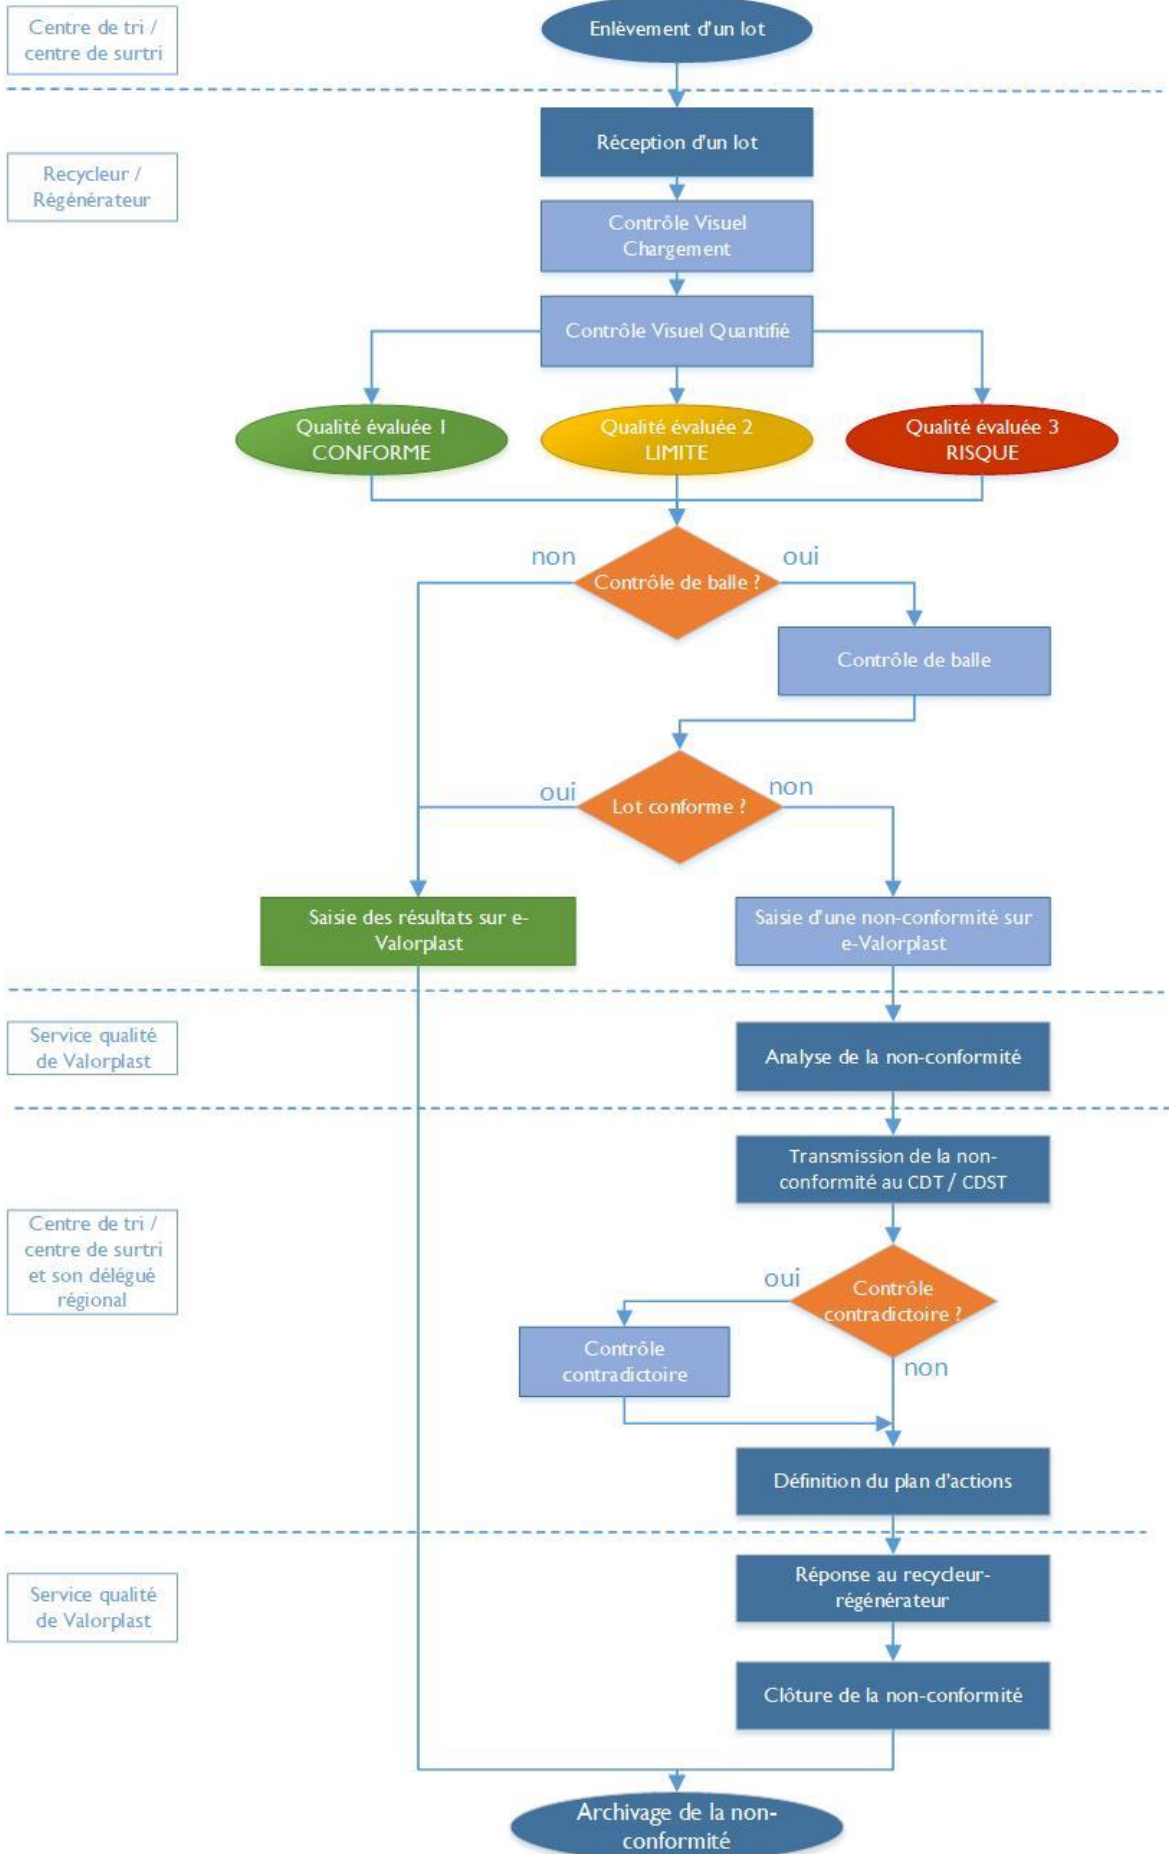 Centre de tri /
centre de surtri
Enlèvement d'un lot
Recycleur /
Régénérateur
Réception d'un lot
Contrôle Visuel
Chargement
Contrôle Visuel Quantifié
Qualité évaluée 1
CONFORME
Qualité évaluée 2
LIMITE
Qualité évaluée 3
RISQUE
non
oui
Contrôle de balle ?
Contrôle de balle
oui
non
Lot conforme ?
Saisie des résultats sur e-
Valorplast
Saisie d'une non-conformité sur
e-Valorplast
Service qualité
de Valorplast
Analyse de la non-conformité
Transmission de la non-
conformité au CDT / CDST
Centre de tri /
centre de surtri
et son délégué
régional
oui
Contrôle
contradictoire ?
Contrôle
contradictoire
non
Définition du plan d'actions
Service qualité
de Valorplast
Réponse au recycleur-
régénérateur
Clôture de la non-conformité
Archivage de la non-
conformité